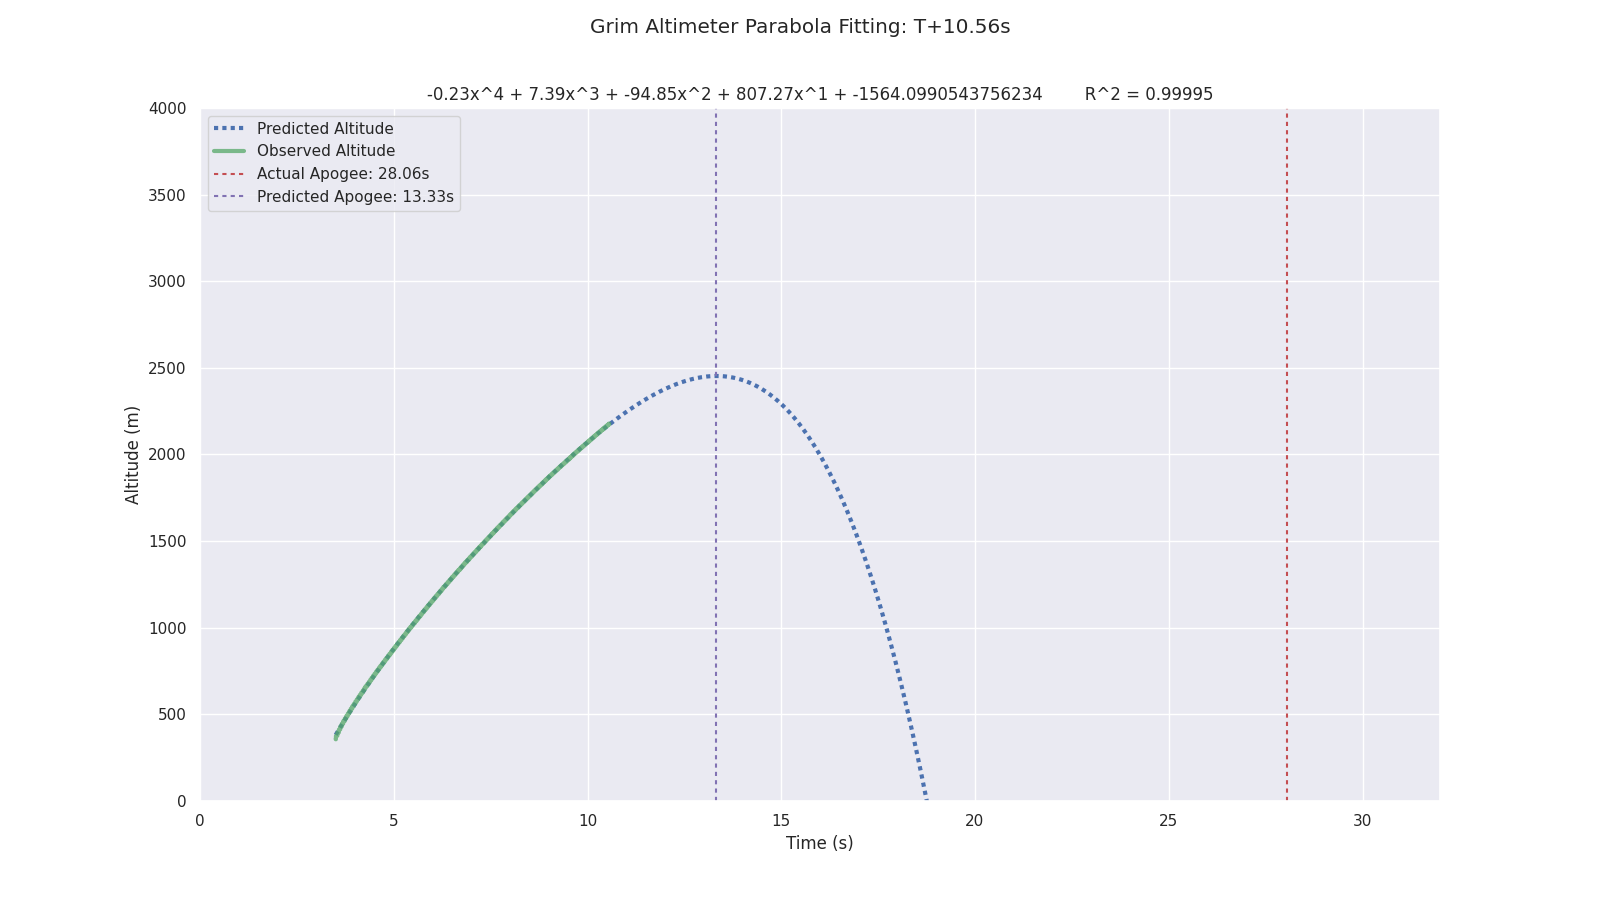 Grim Altimeter Parabola Fitting: T+10.56s
-0.23x^4 + 7.39x^3 + -94.85x^2 + 807.27x^1 + -1564.0990543756234 R^2 = 0.99995
Predicted Altitude
Observed Altitude
Actual Apogee: 28.06s
Predicted Apogee: 13.33s
4000
3500
3000
2500
2000
1500
1000
500
0
Altitude (m)
0 5 10 15 20 25 30
Time (s)